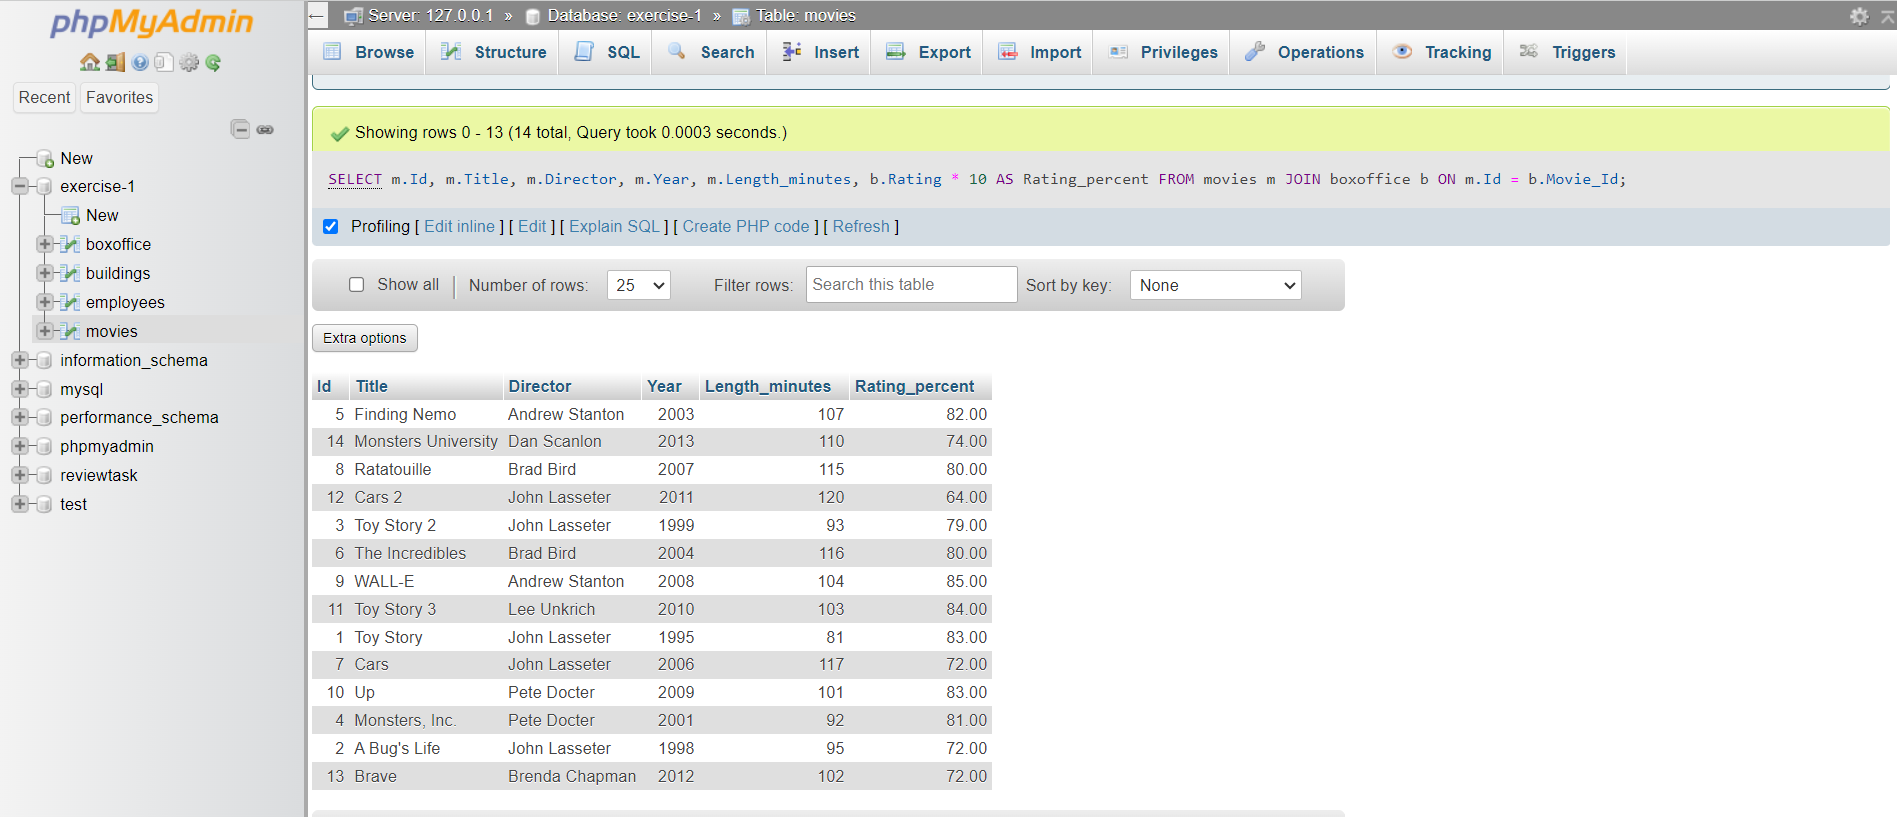 phpMyAdmin
Recent Favorites
New
exercise-1
New
boxoffice
buildings
employees
movies
information_schema
mysql
performance_schema
phpmyadmin
reviewtask
test
Server: 127.0.0.1 » Database: exercise-1 » Table: movies
Browse Structure SQL Search Insert Export Import Privileges Operations Tracking Triggers
Showing rows 0 - 13 (14 total, Query took 0.0003 seconds.)
SELECT m.Id, m.Title, m.Director, m.Year, m.Length_minutes, b.Rating * 10 AS Rating_percent FROM movies m JOIN boxoffice b ON m.Id = b.Movie_Id;
Profiling [ Edit inline ] [ Edit ] [ Explain SQL ] [ Create PHP code ] [ Refresh ]
Show all Number of rows: 25 Filter rows: Search this table Sort by key: None
Extra options
Id Title Director Year Length_minutes Rating_percent
5 Finding Nemo Andrew Stanton 2003 107 82.00
14 Monsters University Dan Scanlon 2013 110 74.00
8 Ratatouille Brad Bird 2007 115 80.00
12 Cars 2 John Lasseter 2011 120 64.00
3 Toy Story 2 John Lasseter 1999 93 79.00
6 The Incredibles Brad Bird 2004 116 80.00
9 WALL-E Andrew Stanton 2008 104 85.00
11 Toy Story 3 Lee Unkrich 2010 103 84.00
1 Toy Story John Lasseter 1995 81 83.00
7 Cars John Lasseter 2006 117 72.00
10 Up Pete Docter 2009 101 83.00
4 Monsters, Inc. Pete Docter 2001 92 81.00
2 A Bug's Life John Lasseter 1998 95 72.00
13 Brave Brenda Chapman 2012 102 72.00